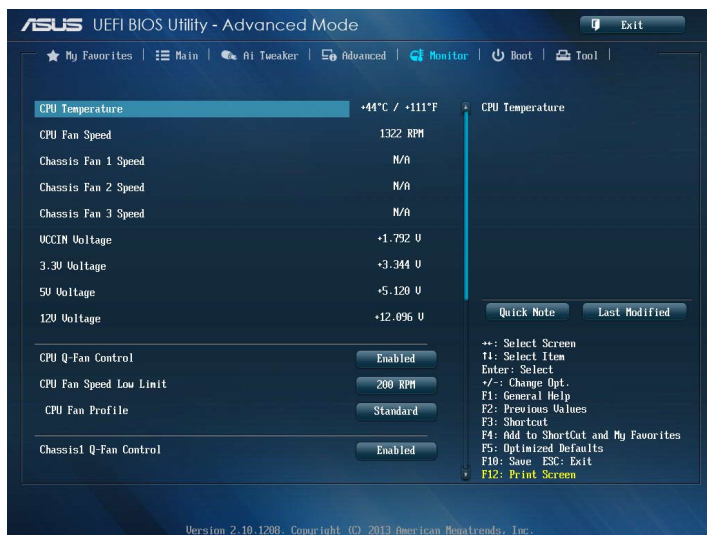 ASUS UEFI BIOS Utility - Advanced Mode
Exit
My Favorites | Main | Ai Tweaker | Advanced | Monitor | Boot | Tool |
CPU Temperature +44°C / +111°F
CPU Temperature
CPU Fan Speed 1322 RPM
Chassis Fan 1 Speed N/A
Chassis Fan 2 Speed N/A
Chassis Fan 3 Speed N/A
VCCIN Voltage +1.792 V
3.3V Voltage +3.344 V
5V Voltage +5.120 V
12V Voltage +12.096 V
CPU Q-Fan Control Enabled
CPU Fan Speed Low Limit 200 RPM
CPU Fan Profile Standard
Chassis1 Q-Fan Control Enabled
Quick Note Last Modified
→←: Select Screen
↑↓: Select Item
Enter: Select
+/-: Change Opt.
F1: General Help
F2: Previous Values
F3: Shortcut
F4: Add to ShortCut and My Favorites
F5: Optimized Defaults
F10: Save ESC: Exit
F12: Print Screen
Version 2.10.1208. Copyright (C) 2013 American Megatrends, Inc.